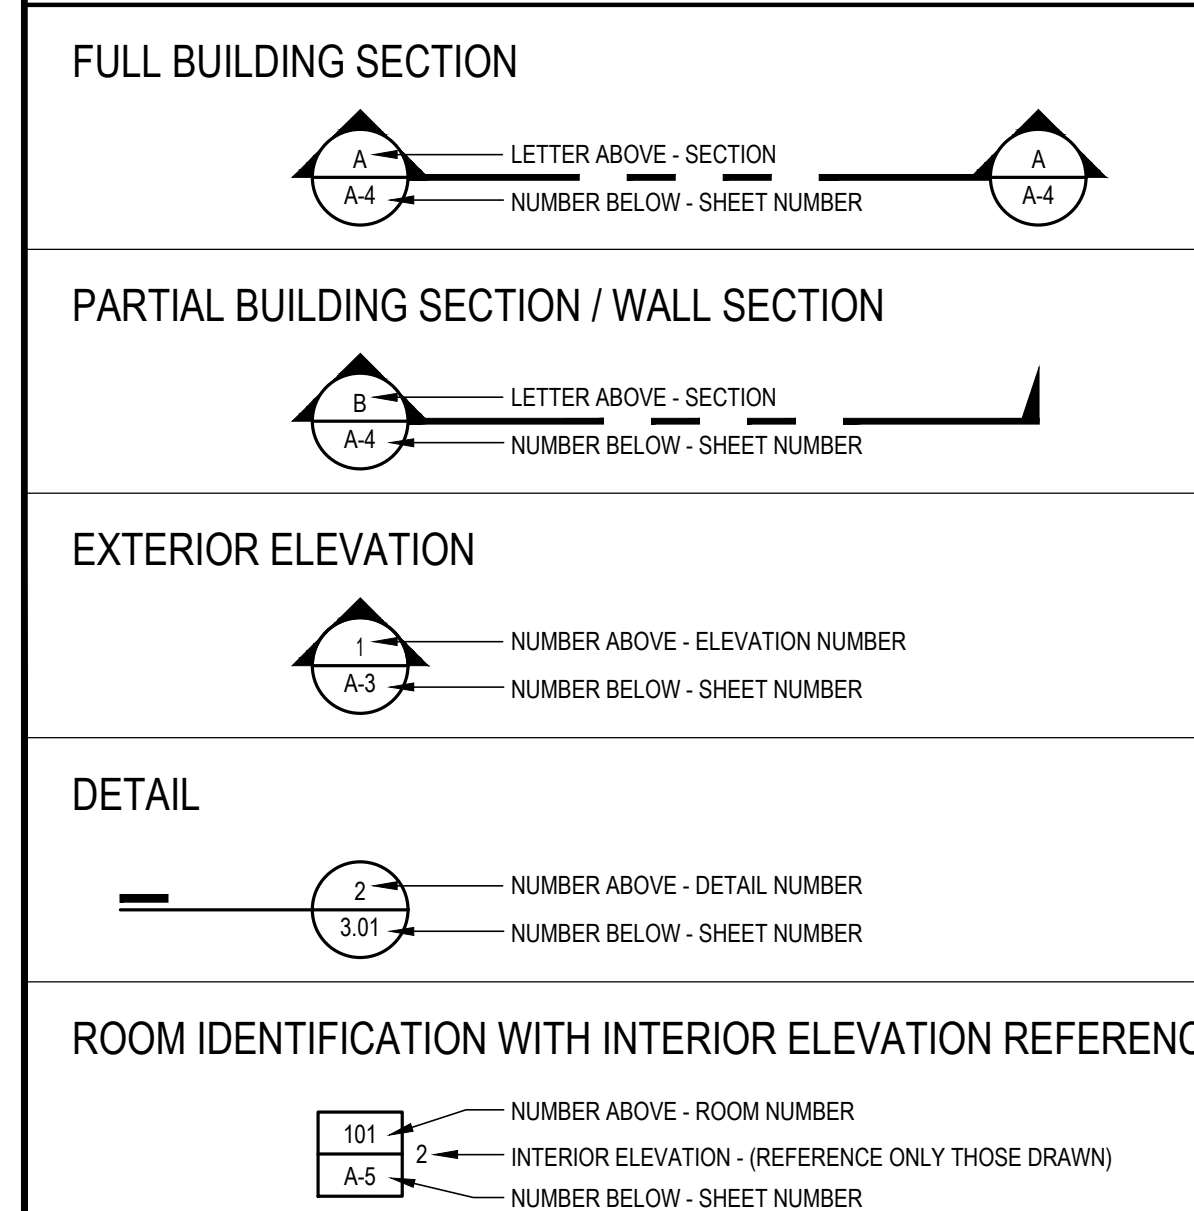 FULL BUILDING SECTION
A
LETTER ABOVE - SECTION
A
A-4
NUMBER BELOW - SHEET NUMBER
A-4
PARTIAL BUILDING SECTION / WALL SECTION
B
LETTER ABOVE - SECTION
A-4
NUMBER BELOW - SHEET NUMBER
EXTERIOR ELEVATION
1
NUMBER ABOVE - ELEVATION NUMBER
A-3
NUMBER BELOW - SHEET NUMBER
DETAIL
2
NUMBER ABOVE - DETAIL NUMBER
3.01
NUMBER BELOW - SHEET NUMBER
ROOM IDENTIFICATION WITH INTERIOR ELEVATION REFERENC
NUMBER ABOVE - ROOM NUMBER
101
2
INTERIOR ELEVATION - (REFERENCE ONLY THOSE DRAWN)
A-5
NUMBER BELOW - SHEET NUMBER